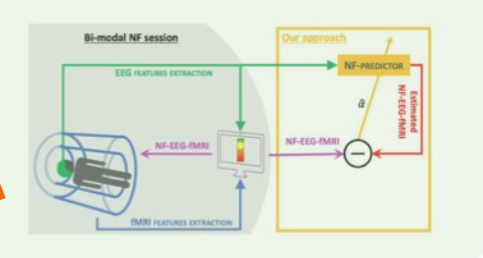 Bi-modal NF session
Our approach
EEG FEATURES EXTRACTION
NF-PREDICTOR
α̂
Estimated
NF-EEG-fMRI
NF-EEG-fMRI
NF-EEG-fMRI
fMRI FEATURES EXTRACTION